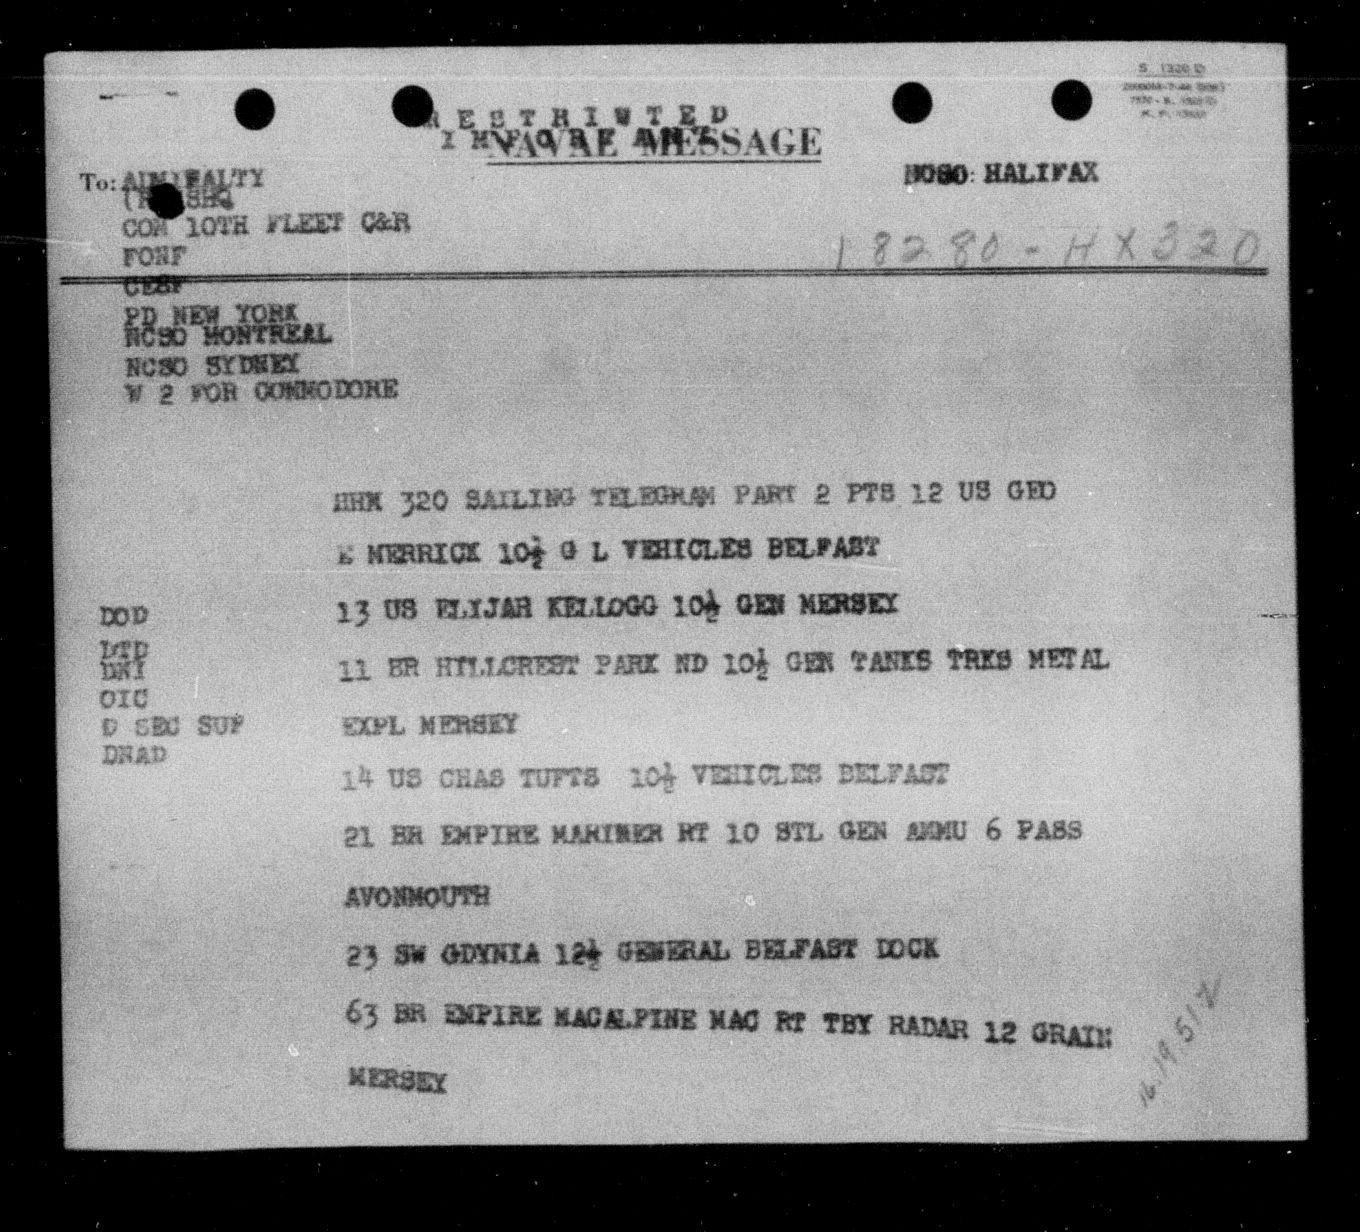 RESTRICTED
IMPORTANT
NAVAL MESSAGE
To: ADMIRALTY
NCSO: HALIFAX
COM 10TH FLEET C&R
18280-HX320
FONF
CESF
PD NEW YORK
NCSO MONTREAL
NCSO SYDNEY
W 2 FOR COMMODORE
HHX 320 SAILING TELEGRAM PART 2 PTS 12 US GEO
E MERRICK 10½ G L VEHICLES BELFAST
13 US ELIJAH KELLOGG 10½ GEN MERSEY
11 BR HILLCREST PARK ND 10½ GEN TANKS TRKS METAL
EXPL MERSEY
14 US CHAS TUFTS 10½ VEHICLES BELFAST
21 BR EMPIRE MARINER RT 10 STL GEN AMMU 6 PASS
AVONMOUTH
23 SW GDYNIA 12½ GENERAL BELFAST DOCK
63 BR EMPIRE MACALPINE MAC RT TBY RADAR 12 GRAIN
MERSEY
DOD
DTD
DNI
OIC
D SEC SUP
DNAD